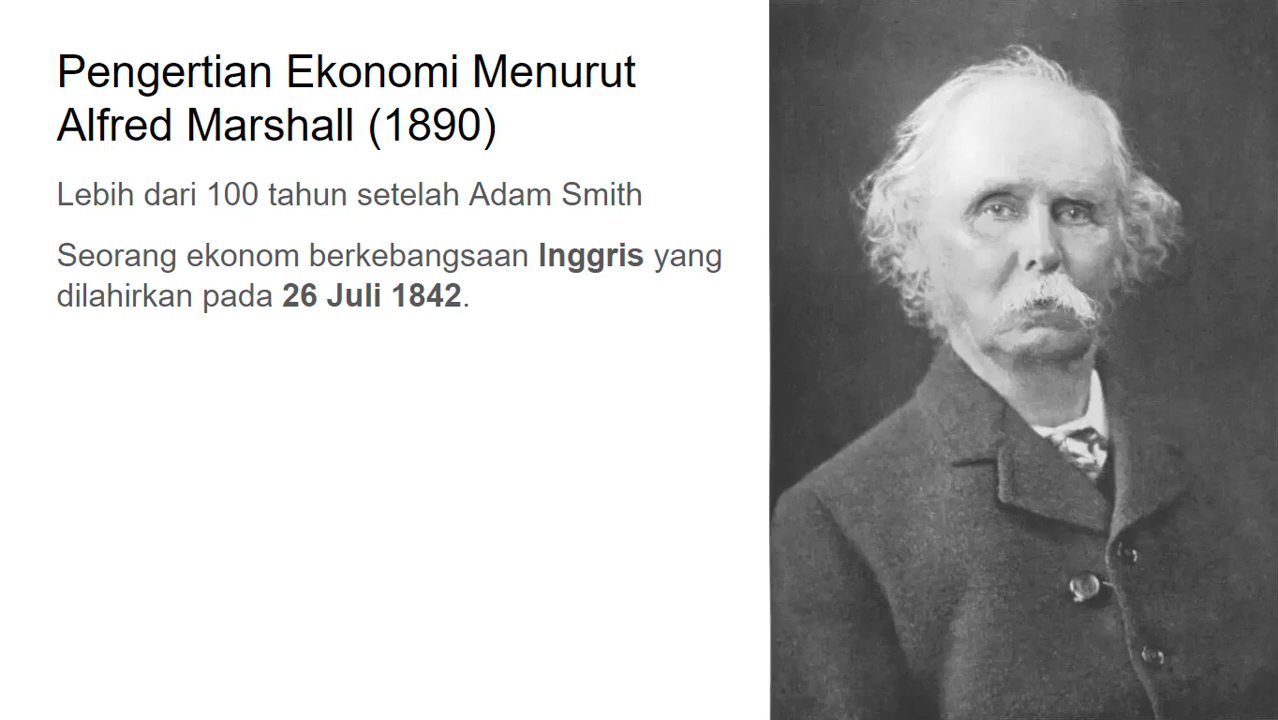 Pengertian Ekonomi Menurut
Alfred Marshall (1890)
Lebih dari 100 tahun setelah Adam Smith
Seorang ekonom berkebangsaan Inggris yang
dilahirkan pada 26 Juli 1842.